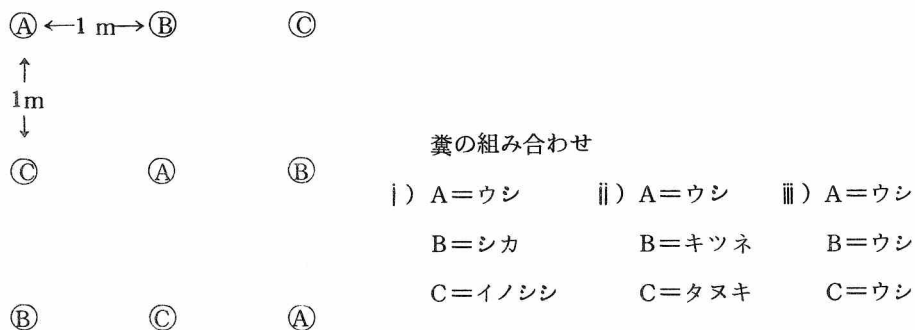 Ⓐ ←1 m→ Ⓑ Ⓒ
↑
1m
↓
Ⓒ Ⓐ Ⓑ
Ⓑ Ⓒ Ⓐ
糞の組み合わせ
ⅰ) A=ウシ ⅱ) A=ウシ ⅲ) A=ウシ
B=シカ B=キツネ B=ウシ
C=イノシシ C=タヌキ C=ウシ